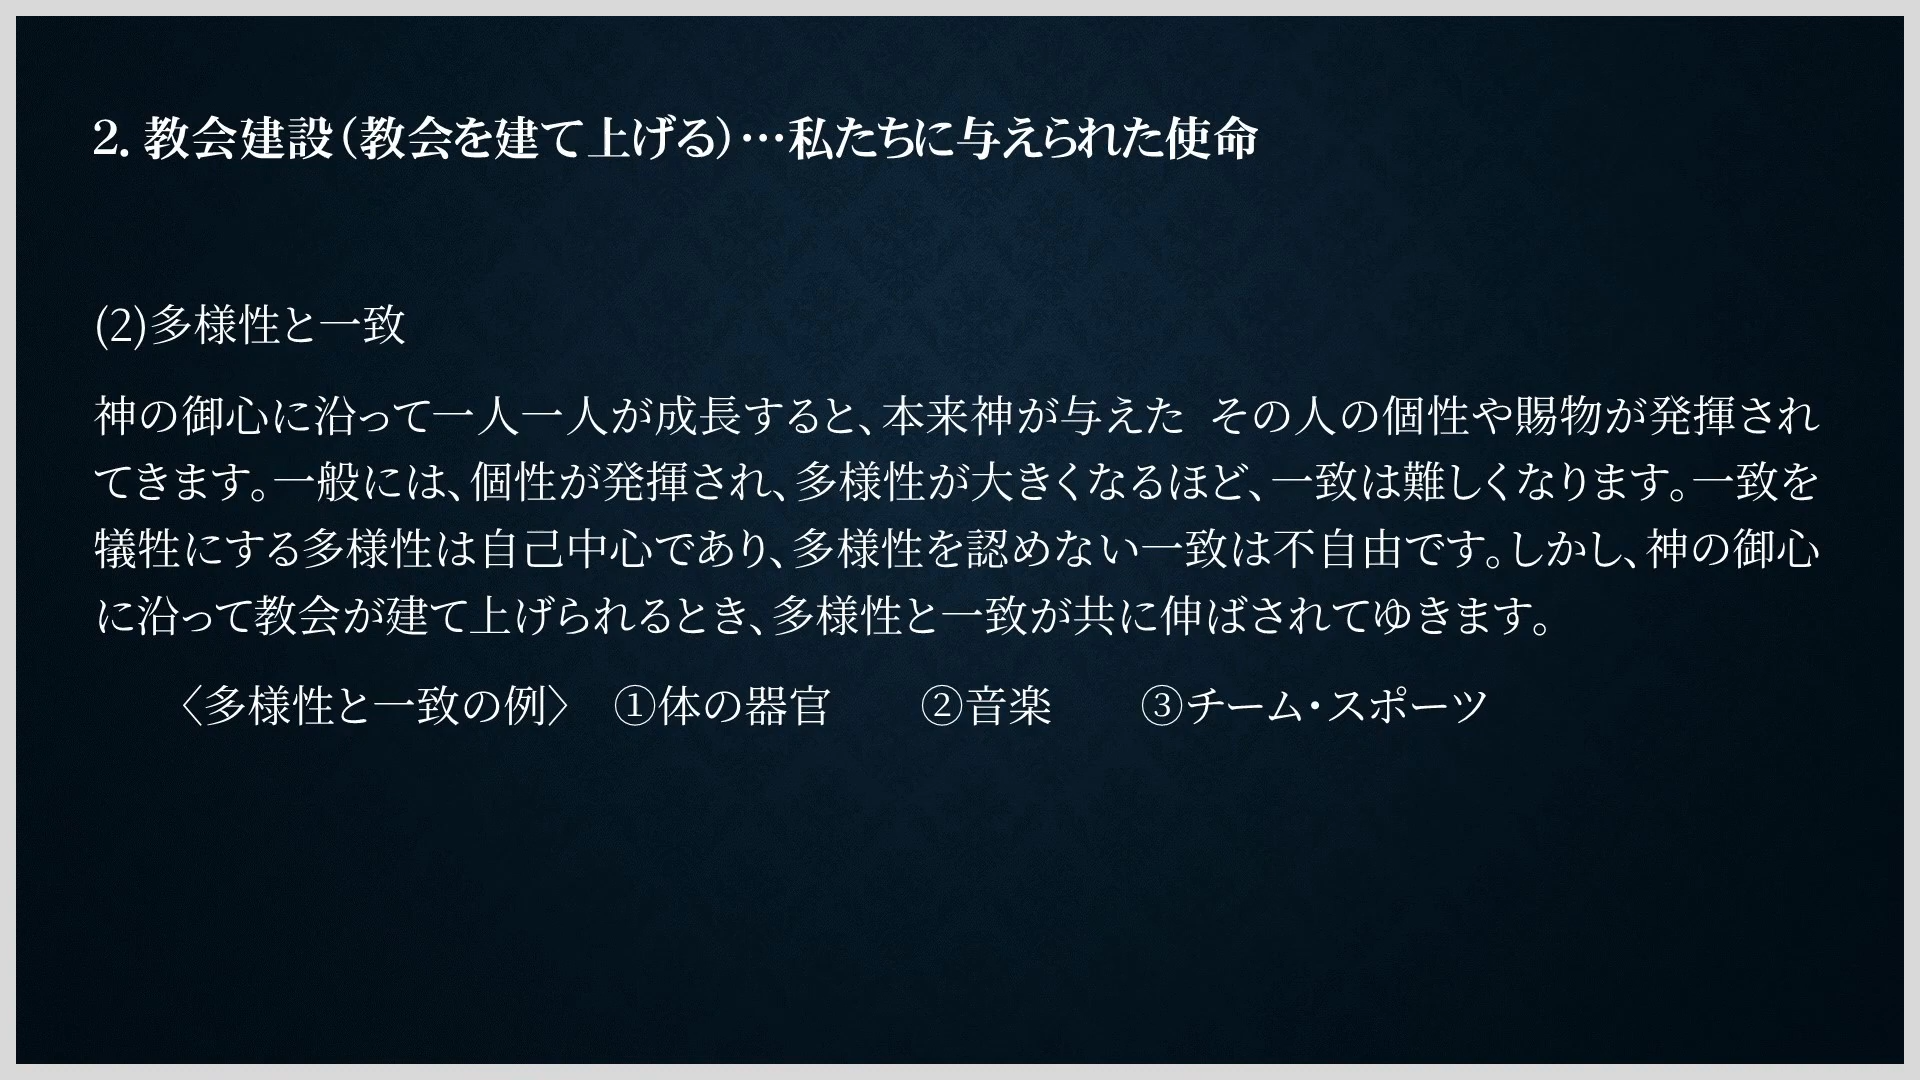 2. 教会建設（教会を建て上げる）…私たちに与えられた使命
(2)多様性と一致
神の御心に沿って一人一人が成長すると、本来神が与えた その人の個性や賜物が発揮され
てきます。一般には、個性が発揮され、多様性が大きくなるほど、一致は難しくなります。一致を
犠牲にする多様性は自己中心であり、多様性を認めない一致は不自由です。しかし、神の御心
に沿って教会が建て上げられるとき、多様性と一致が共に伸ばされてゆきます。
〈多様性と一致の例〉 ①体の器官 ②音楽 ③チーム・スポーツ